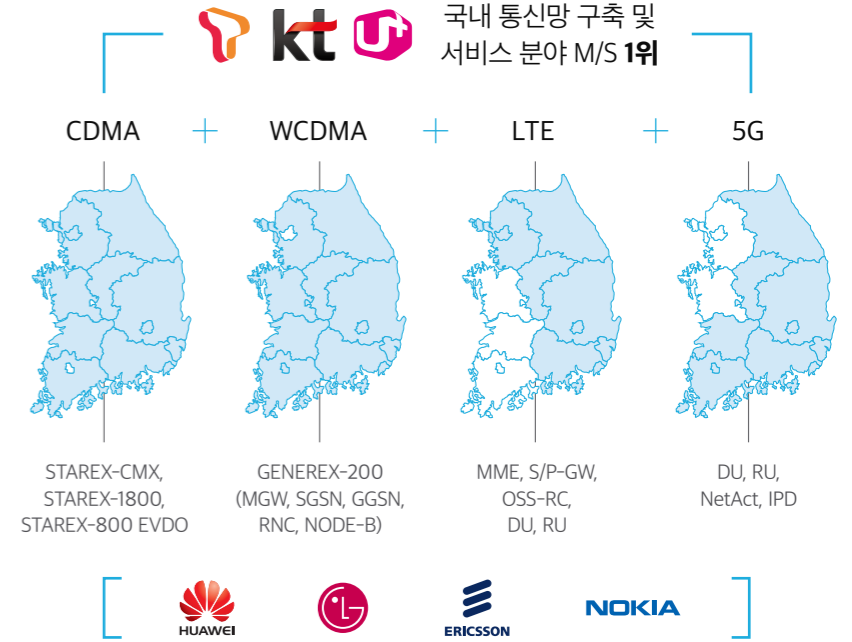 kt U+ 국내 통신망 구축 및
서비스 분야 M/S 1위
CDMA + WCDMA + LTE + 5G
STAREX-CMX,
STAREX-1800,
STAREX-800 EVDO
GENEREX-200
(MGW, SGSN, GGSN,
RNC, NODE-B)
MME, S/P-GW,
OSS-RC,
DU, RU
DU, RU,
NetAct, IPD
HUAWEI
LG
ERICSSON
NOKIA